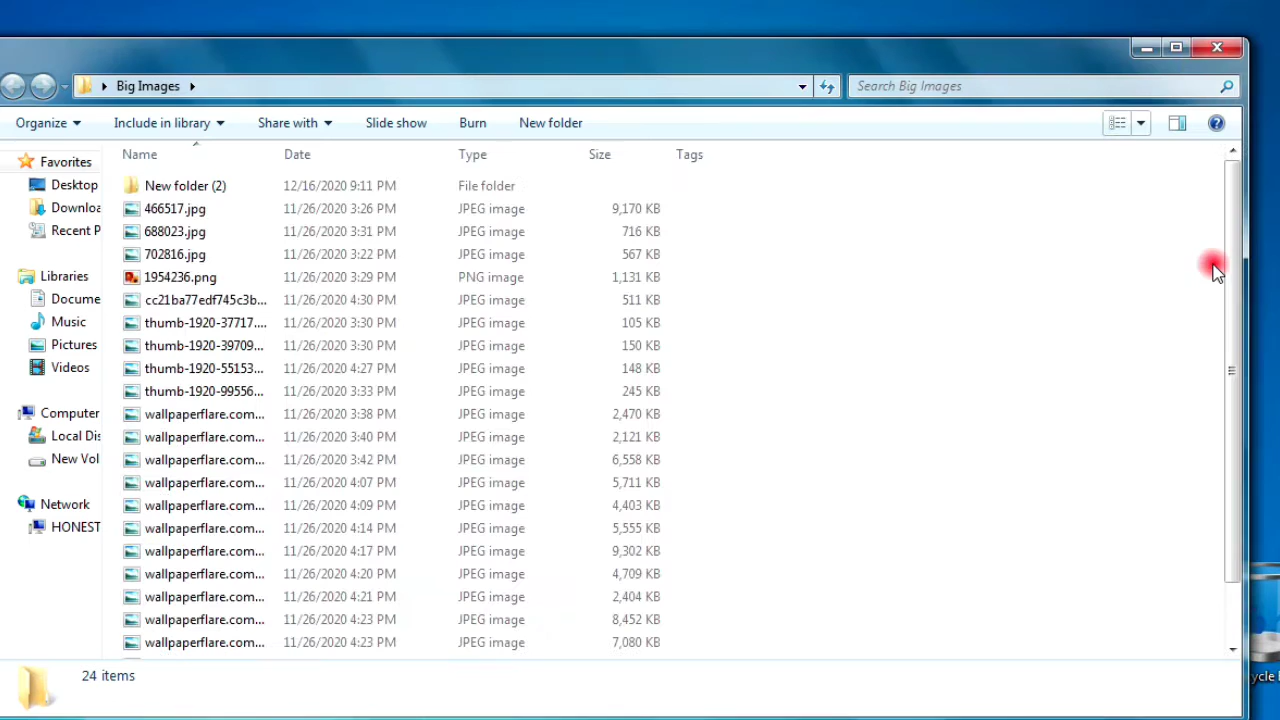 Big Images
Search Big Images
Organize Include in library Share with Slide show Burn New folder
Name Date Type Size Tags
Favorites
Desktop
Downloa
Recent P
Libraries
Docume
Music
Pictures
Videos
Computer
Local Dis
New Vol
Network
HONEST
New folder (2) 12/16/2020 9:11 PM File folder
466517.jpg 11/26/2020 3:26 PM JPEG image 9,170 KB
688023.jpg 11/26/2020 3:31 PM JPEG image 716 KB
702816.jpg 11/26/2020 3:22 PM JPEG image 567 KB
1954236.png 11/26/2020 3:29 PM PNG image 1,131 KB
cc21ba77edf745c3b... 11/26/2020 4:30 PM JPEG image 511 KB
thumb-1920-37717.... 11/26/2020 3:30 PM JPEG image 105 KB
thumb-1920-39709... 11/26/2020 3:30 PM JPEG image 150 KB
thumb-1920-55153... 11/26/2020 4:27 PM JPEG image 148 KB
thumb-1920-99556... 11/26/2020 3:33 PM JPEG image 245 KB
wallpaperflare.com... 11/26/2020 3:38 PM JPEG image 2,470 KB
wallpaperflare.com... 11/26/2020 3:40 PM JPEG image 2,121 KB
wallpaperflare.com... 11/26/2020 3:42 PM JPEG image 6,558 KB
wallpaperflare.com... 11/26/2020 4:07 PM JPEG image 5,711 KB
wallpaperflare.com... 11/26/2020 4:09 PM JPEG image 4,403 KB
wallpaperflare.com... 11/26/2020 4:14 PM JPEG image 5,555 KB
wallpaperflare.com... 11/26/2020 4:17 PM JPEG image 9,302 KB
wallpaperflare.com... 11/26/2020 4:20 PM JPEG image 4,709 KB
wallpaperflare.com... 11/26/2020 4:21 PM JPEG image 2,404 KB
wallpaperflare.com... 11/26/2020 4:23 PM JPEG image 8,452 KB
wallpaperflare.com... 11/26/2020 4:23 PM JPEG image 7,080 KB
24 items
ycle